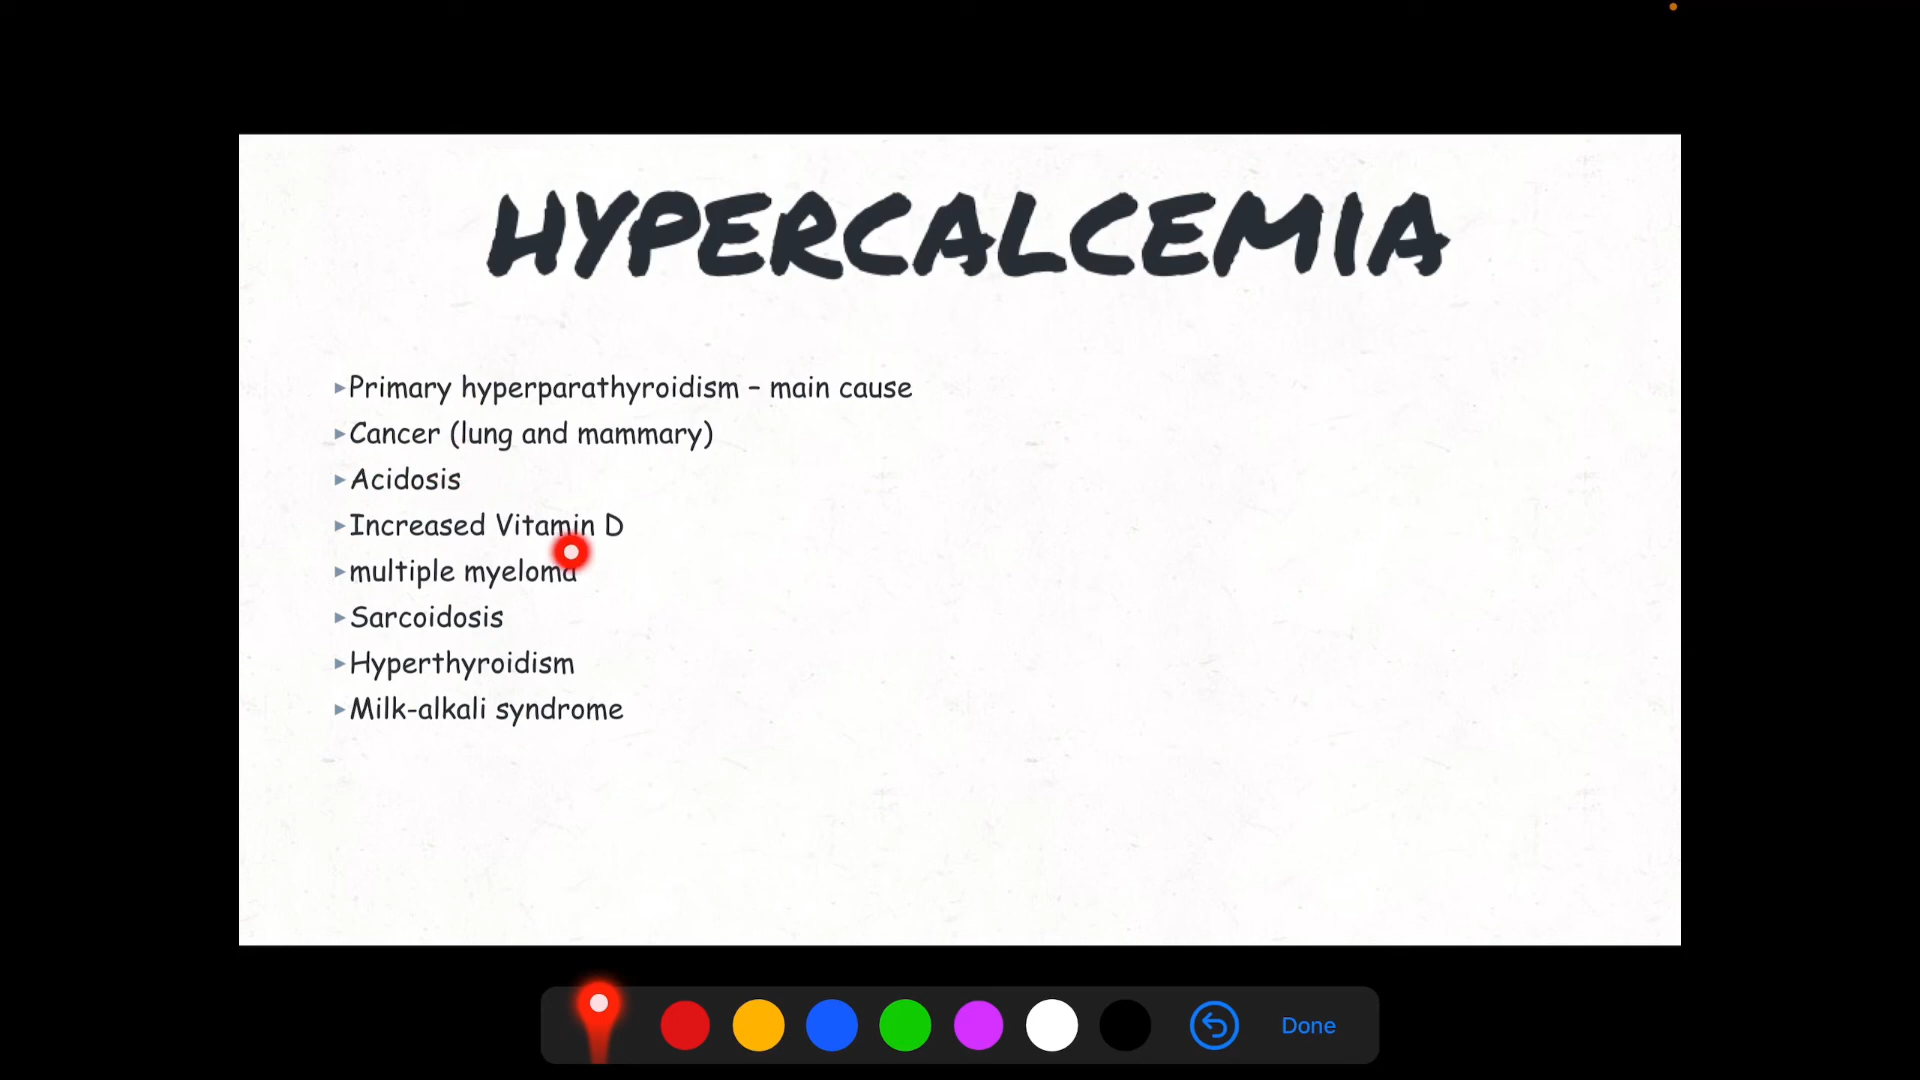 HYPERCALCEMIA
Primary hyperparathyroidism – main cause
Cancer (lung and mammary)
Acidosis
Increased Vitamin D
multiple myeloma
Sarcoidosis
Hyperthyroidism
Milk-alkali syndrome
Done